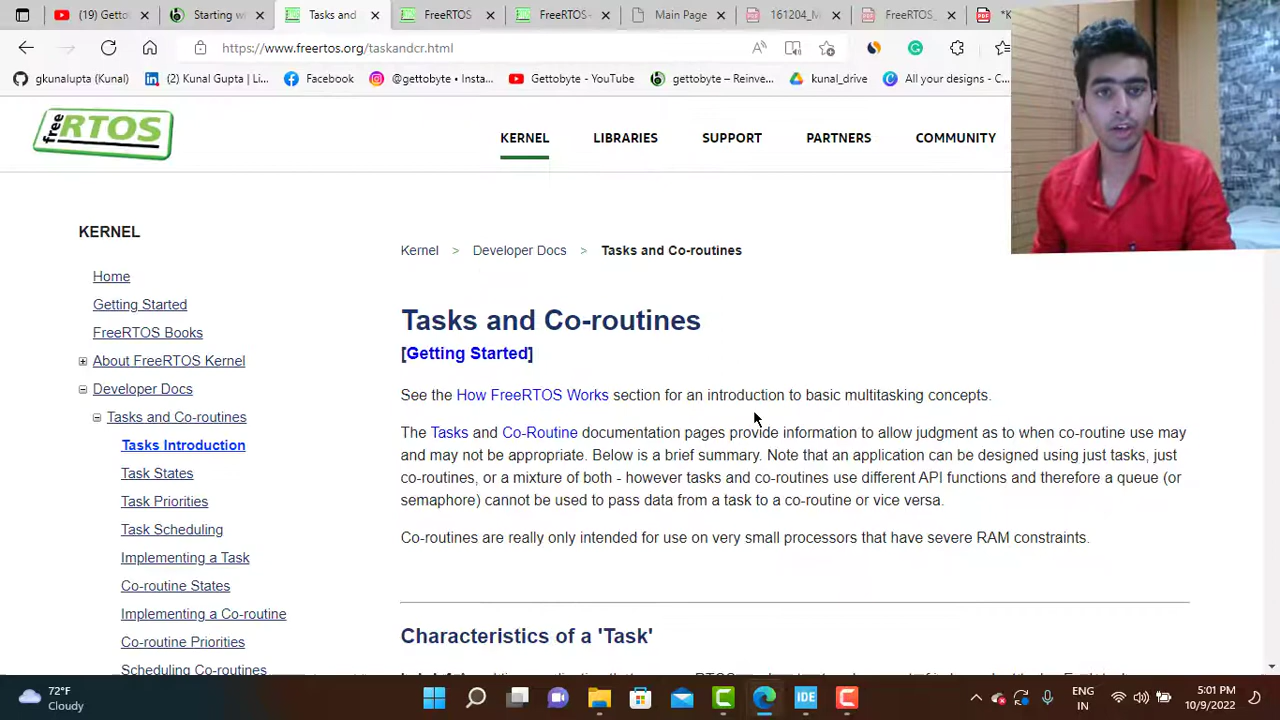 (19) Getto
Starting w
Tasks and
FreeRTOS
FreeRTOS-
Main Page
161204_lw
FreeRTOS_
https://www.freertos.org/taskandcr.html
gkunalupta (Kunal)
(2) Kunal Gupta | Li...
Facebook
@gettobyte • Insta...
Gettobyte - YouTube
gettobyte – Reinve...
kunal_drive
All your designs - C...
freeRTOS
KERNEL
LIBRARIES
SUPPORT
PARTNERS
COMMUNITY
KERNEL
Home
Getting Started
FreeRTOS Books
About FreeRTOS Kernel
Developer Docs
Tasks and Co-routines
Tasks Introduction
Task States
Task Priorities
Task Scheduling
Implementing a Task
Co-routine States
Implementing a Co-routine
Co-routine Priorities
Scheduling Co-routines
Kernel > Developer Docs > Tasks and Co-routines
Tasks and Co-routines
[Getting Started]
See the How FreeRTOS Works section for an introduction to basic multitasking concepts.
The Tasks and Co-Routine documentation pages provide information to allow judgment as to when co-routine use may
and may not be appropriate. Below is a brief summary. Note that an application can be designed using just tasks, just
co-routines, or a mixture of both - however tasks and co-routines use different API functions and therefore a queue (or
semaphore) cannot be used to pass data from a task to a co-routine or vice versa.
Co-routines are really only intended for use on very small processors that have severe RAM constraints.
Characteristics of a 'Task'
72°F
Cloudy
IDE
ENG
IN
5:01 PM
10/9/2022